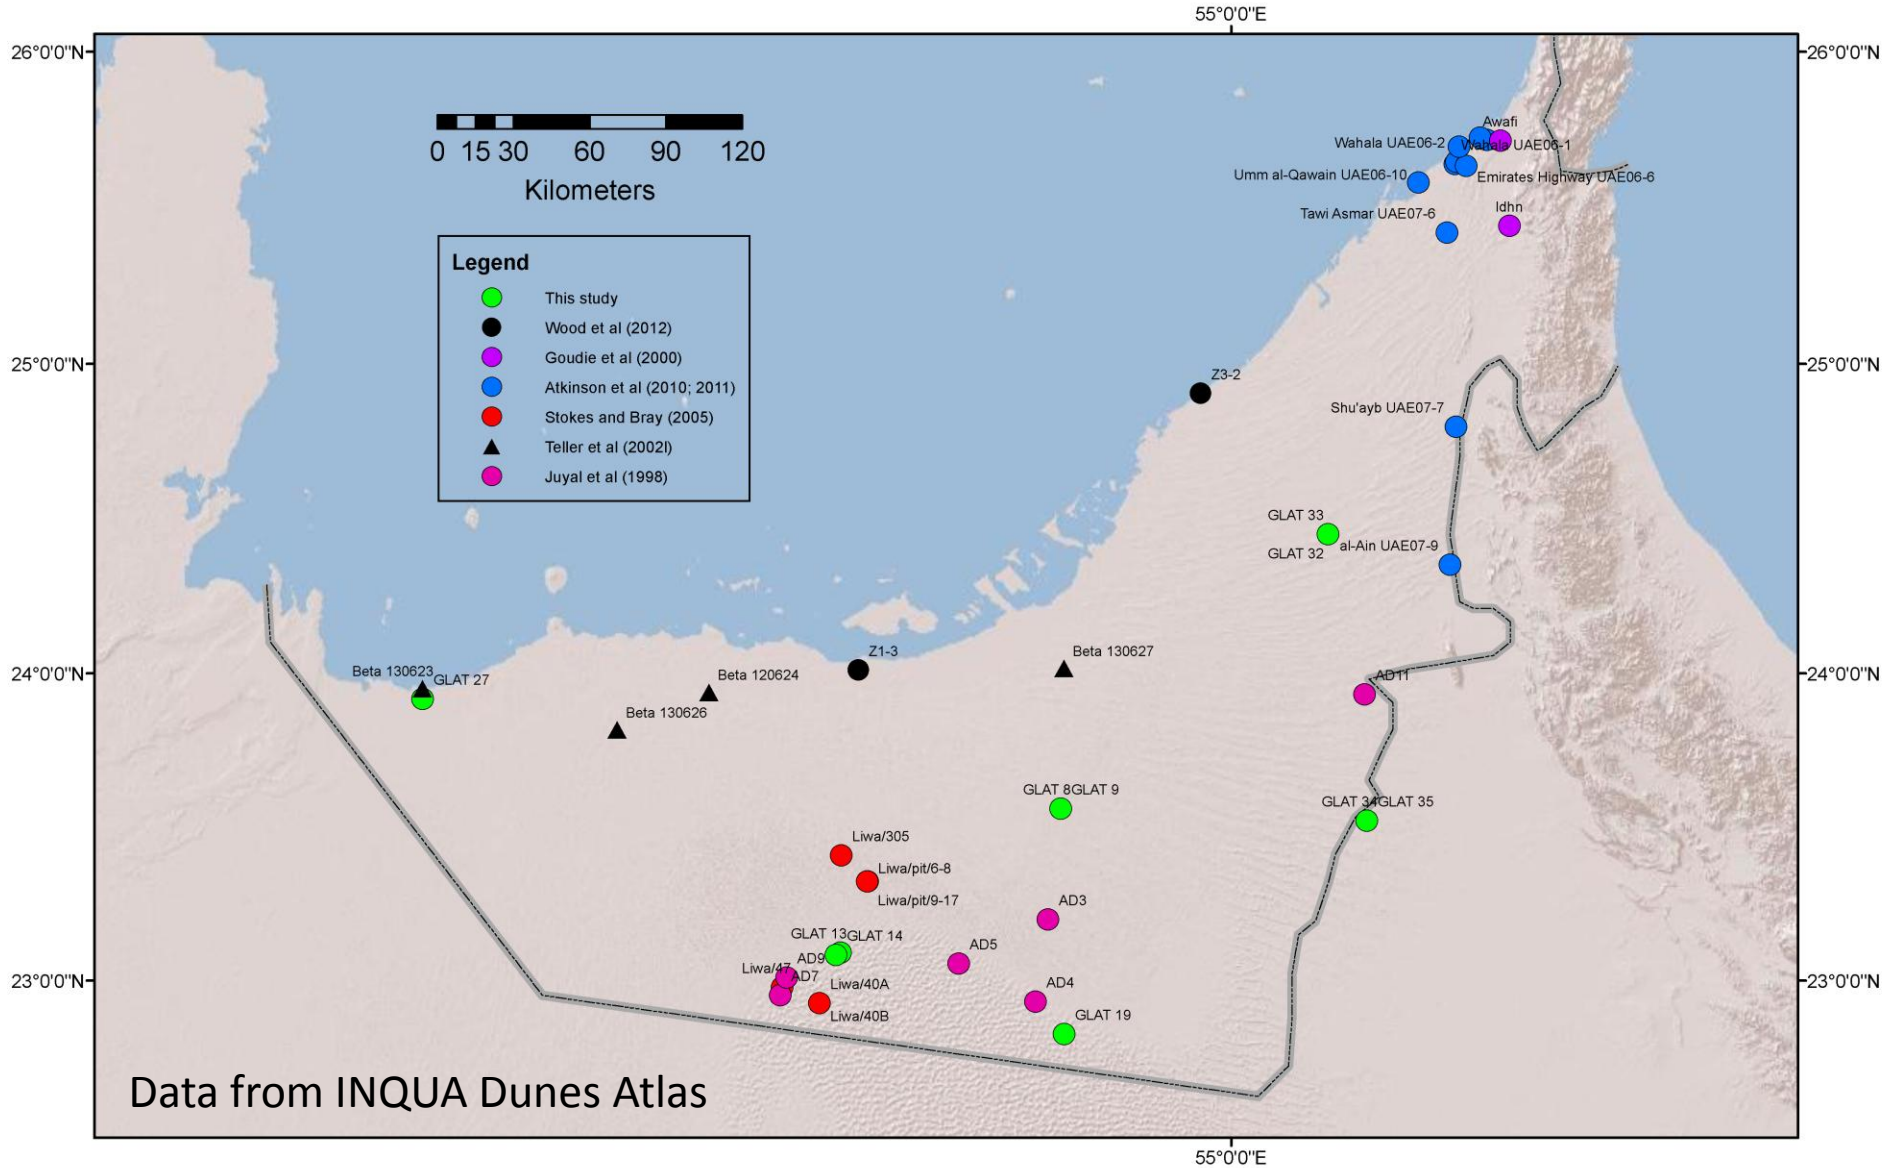 55°0'0"E
26°0'0"N
26°0'0"N
0 15 30 60 90 120
Kilometers
Awafi
Wahala UAE06-2
Wahala UAE06-1
Umm al-Qawain UAE06-10
Emirates Highway UAE06-6
Tawi Asmar UAE07-6
Idhn
Legend
This study
Wood et al (2012)
Goudie et al (2000)
Atkinson et al (2010; 2011)
Stokes and Bray (2005)
Teller et al (2002l)
Juyal et al (1998)
25°0'0"N
25°0'0"N
Z3-2
Shu'ayb UAE07-7
GLAT 33
al-Ain UAE07-9
GLAT 32
24°0'0"N
24°0'0"N
Z1-3
Beta 130627
Beta 130623
GLAT 27
Beta 120624
AD11
Beta 130626
GLAT 8GLAT 9
GLAT 34GLAT 35
Liwa/305
Liwa/pit/6-8
Liwa/pit/9-17
AD3
GLAT 13GLAT 14
AD5
AD9
Liwa/47
AD7
23°0'0"N
23°0'0"N
Liwa/40A
AD4
Liwa/40B
GLAT 19
Data from INQUA Dunes Atlas
55°0'0"E